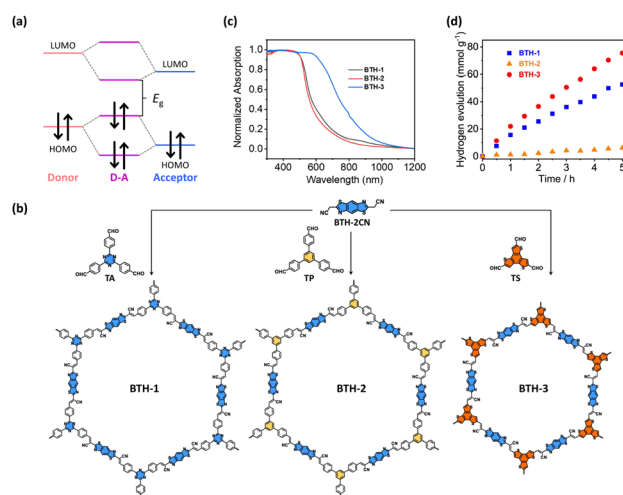 (a)
LUMO
LUMO
Eg
HOMO
HOMO
Donor
D-A
Acceptor
(c)
Normalized Absorption
1.0
0.8
0.6
0.4
0.2
0.0
BTH-1
BTH-2
BTH-3
400
600
800
1000
1200
Wavelength (nm)
(d)
Hydrogen evolution (mmol g-1)
80
60
40
20
0
BTH-1
BTH-2
BTH-3
0
1
2
3
4
5
Time / h
(b)
NC
CN
BTH-2CN
CHO
OHC
CHO
TA
CHO
OHC
CHO
TP
CHO
OHC
CHO
TS
BTH-1
BTH-2
BTH-3